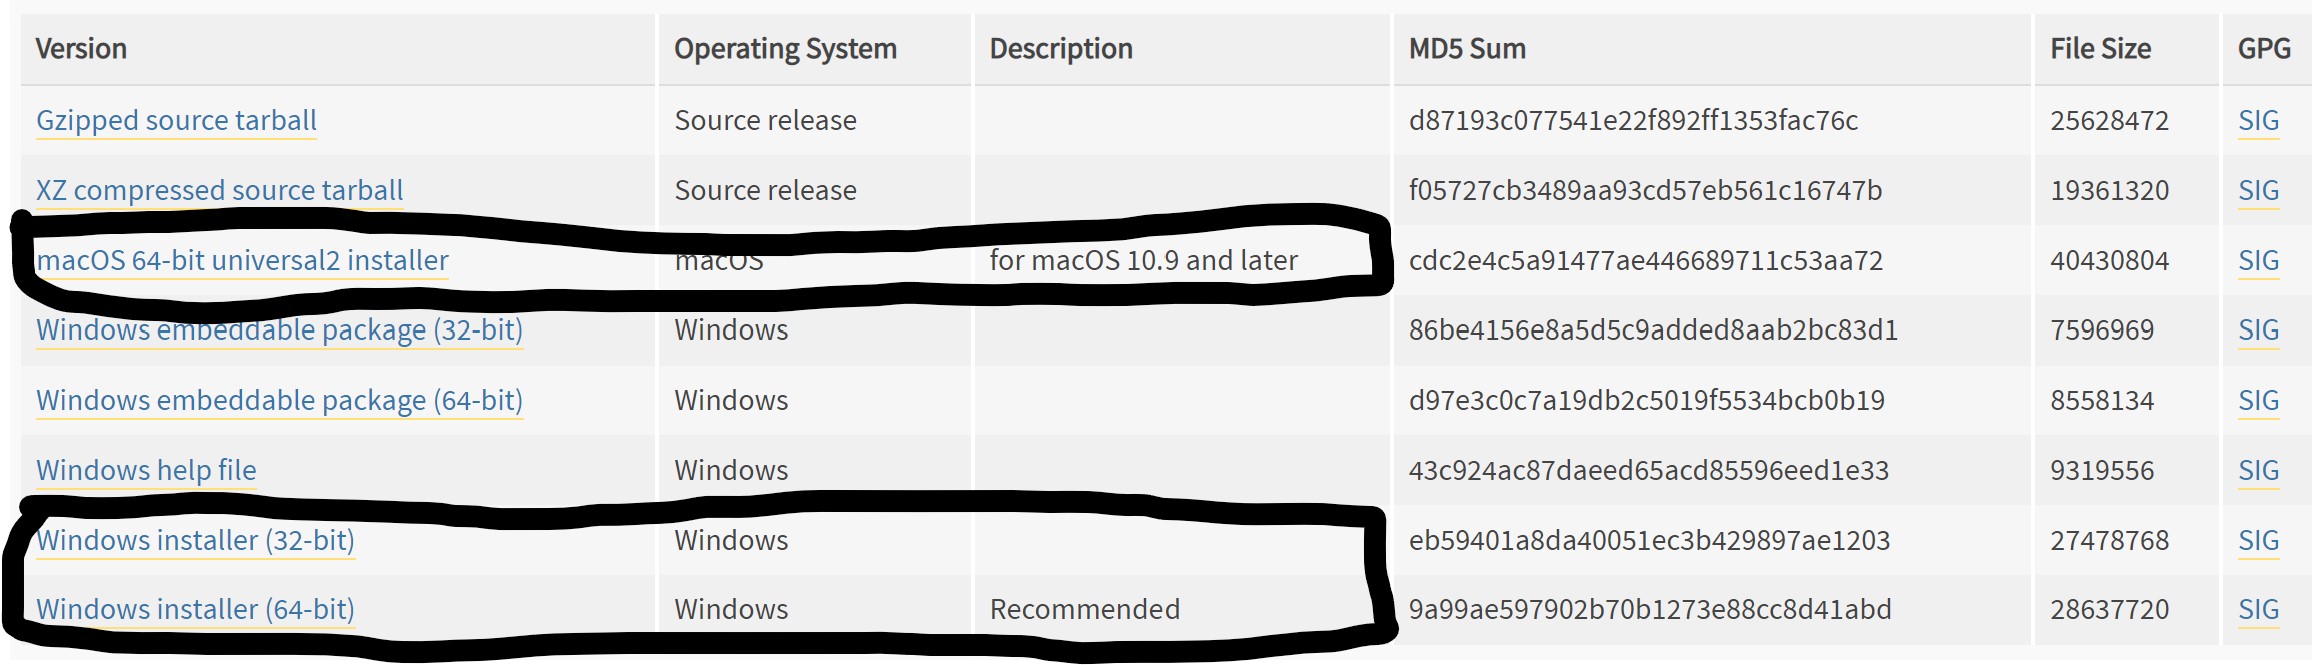 Version Operating System Description MD5 Sum File Size GPG
Gzipped source tarball Source release d87193c077541e22f892ff1353fac76c 25628472 SIG
XZ compressed source tarball Source release f05727cb3489aa93cd57eb561c16747b 19361320 SIG
macOS 64-bit universal2 installer macOS for macOS 10.9 and later cdc2e4c5a91477ae446689711c53aa72 40430804 SIG
Windows embeddable package (32-bit) Windows 86be4156e8a5d5c9added8aab2bc83d1 7596969 SIG
Windows embeddable package (64-bit) Windows d97e3c0c7a19db2c5019f5534bcb0b19 8558134 SIG
Windows help file Windows 43c924ac87daeed65acd85596eed1e33 9319556 SIG
Windows installer (32-bit) Windows eb59401a8da40051ec3b429897ae1203 27478768 SIG
Windows installer (64-bit) Windows Recommended 9a99ae597902b70b1273e88cc8d41abd 28637720 SIG